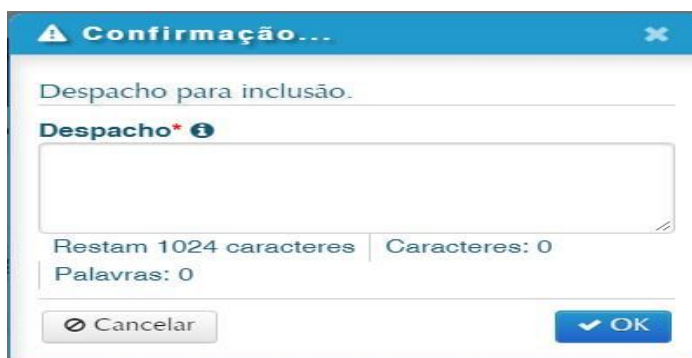 Confirmação...
Despacho para inclusão.
Despacho*
Restam 1024 caracteres Caracteres: 0
Palavras: 0
Cancelar OK